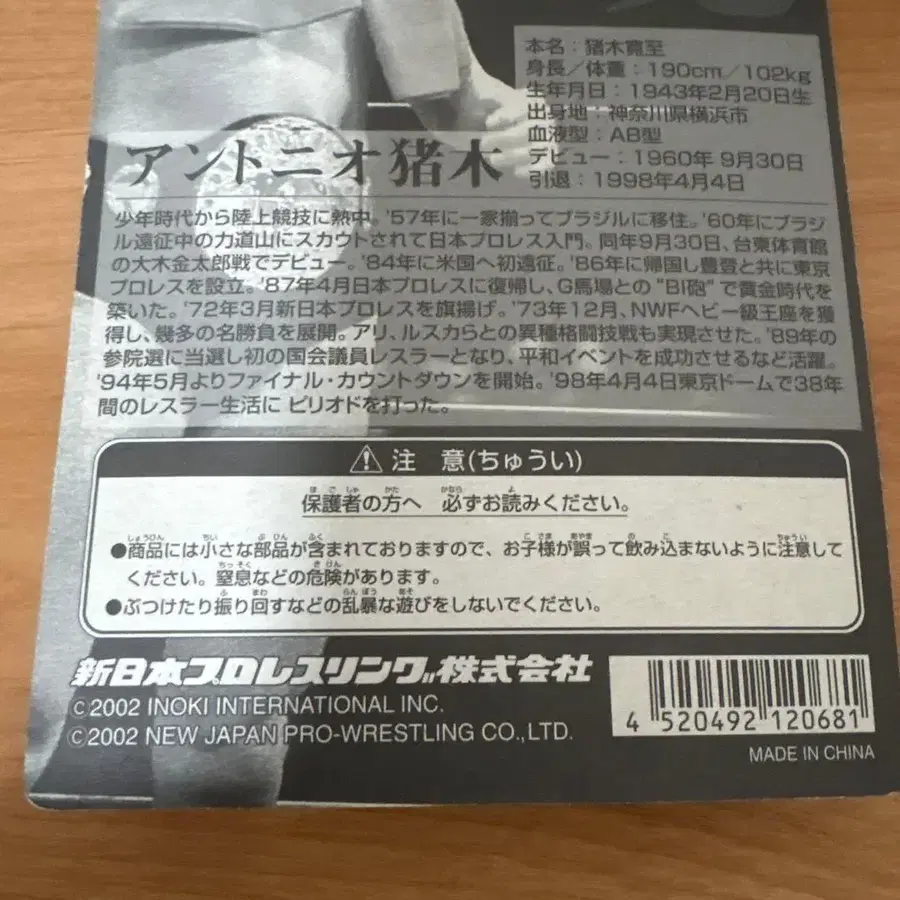 本名：猪木寛至
身長／体重：190cm／102kg
生年月日：1943年2月20日生
出身地：神奈川県横浜市
血液型：AB型
デビュー：1960年 9月30日
引退：1998年4月4日
アントニオ猪木
少年時代から陸上競技に熱中。'57年に一家揃ってブラジルに移住。'60年にブラジ
ル遠征中の力道山にスカウトされて日本プロレス入門。同年9月30日、台東体育館
の大木金太郎戦でデビュー。'84年に米国へ初遠征。'86年に帰国し豊登と共に東京
プロレスを設立。'87年4月日本プロレスに復帰し、G馬場との "BI砲" で黄金時代を
築いた。'72年3月新日本プロレスを旗揚げ。'73年12月、NWFヘビー級王座を獲
得し、幾多の名勝負を展開。アリ、ルスカらとの異種格闘技戦も実現させた。'89年の
参院選に当選し初の国会議員レスラーとなり、平和イベントを成功させるなど活躍。
'94年5月よりファイナル・カウントダウンを開始。'98年4月4日東京ドームで38年
間のレスラー生活に ピリオドを打った。
⚠ 注 意(ちゅうい)
保護者の方へ 必ずお読みください。
●商品には小さな部品が含まれておりますので、お子様が誤って飲み込まないように注意して
ください。窒息などの危険があります。
●ぶつけたり振り回すなどの乱暴な遊びをしないでください。
新日本プロレスリング株式会社
©2002 INOKI INTERNATIONAL INC.
©2002 NEW JAPAN PRO-WRESTLING CO.,LTD.
4 520492 120681
MADE IN CHINA